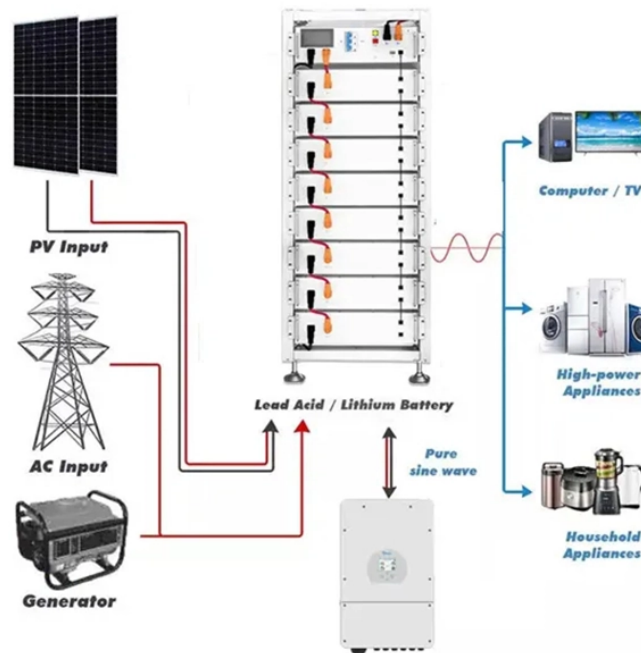 PV Input
AC Input
Generator
Lead Acid / Lithium Battery
Pure
sine wave
Computer / TV
High-power
Appliances
Household
Appliances